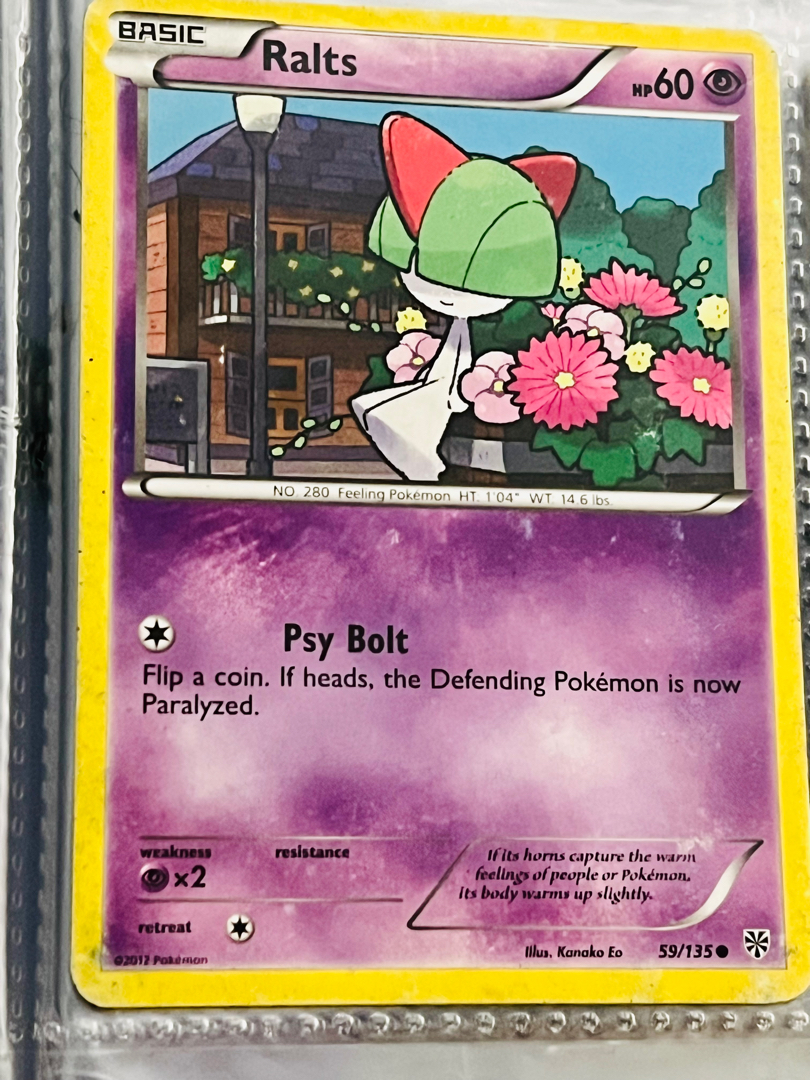 BASIC
Ralts
HP60
NO. 280 Feeling Pokémon HT. 1'04" WT. 14.6 lbs.
Psy Bolt
Flip a coin. If heads, the Defending Pokémon is now
Paralyzed.
weakness
resistance
×2
If its horns capture the warm
feelings of people or Pokémon,
its body warms up slightly.
retreat
Illus. Kanako Eo
59/135
©2012 Pokémon